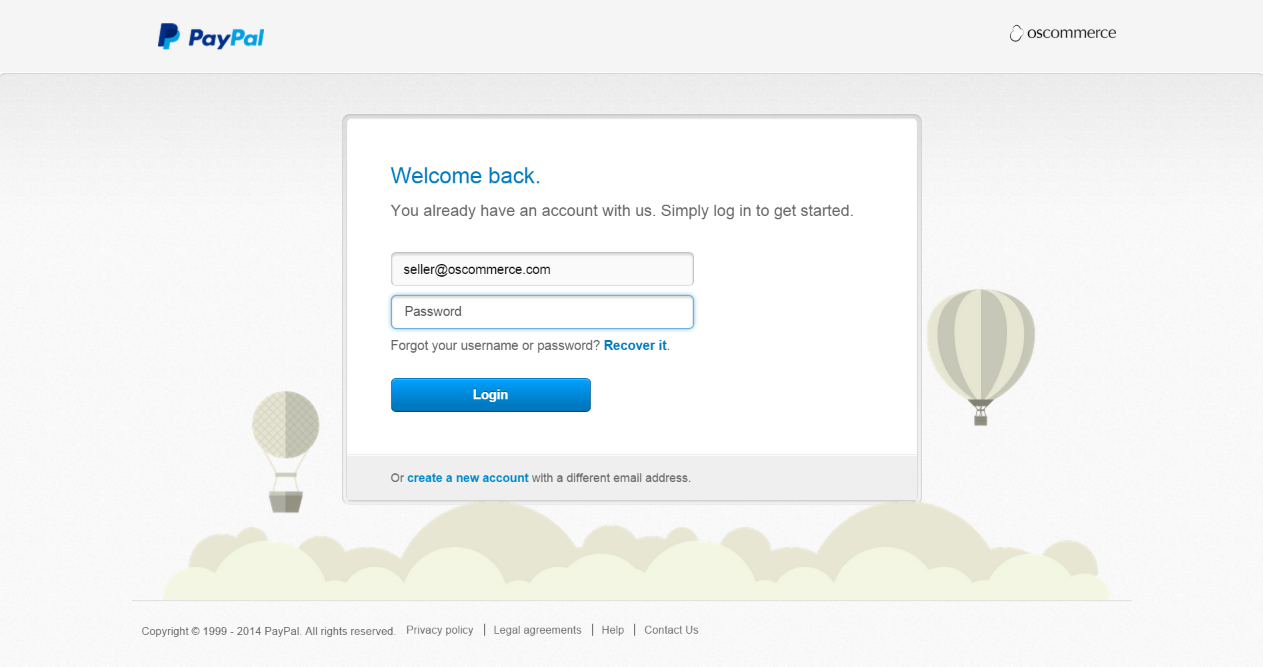 PayPal
oscommerce
Welcome back.
You already have an account with us. Simply log in to get started.
seller@oscommerce.com
Password
Forgot your username or password? Recover it.
Login
Or create a new account with a different email address.
Copyright © 1999 - 2014 PayPal. All rights reserved. Privacy policy | Legal agreements | Help | Contact Us